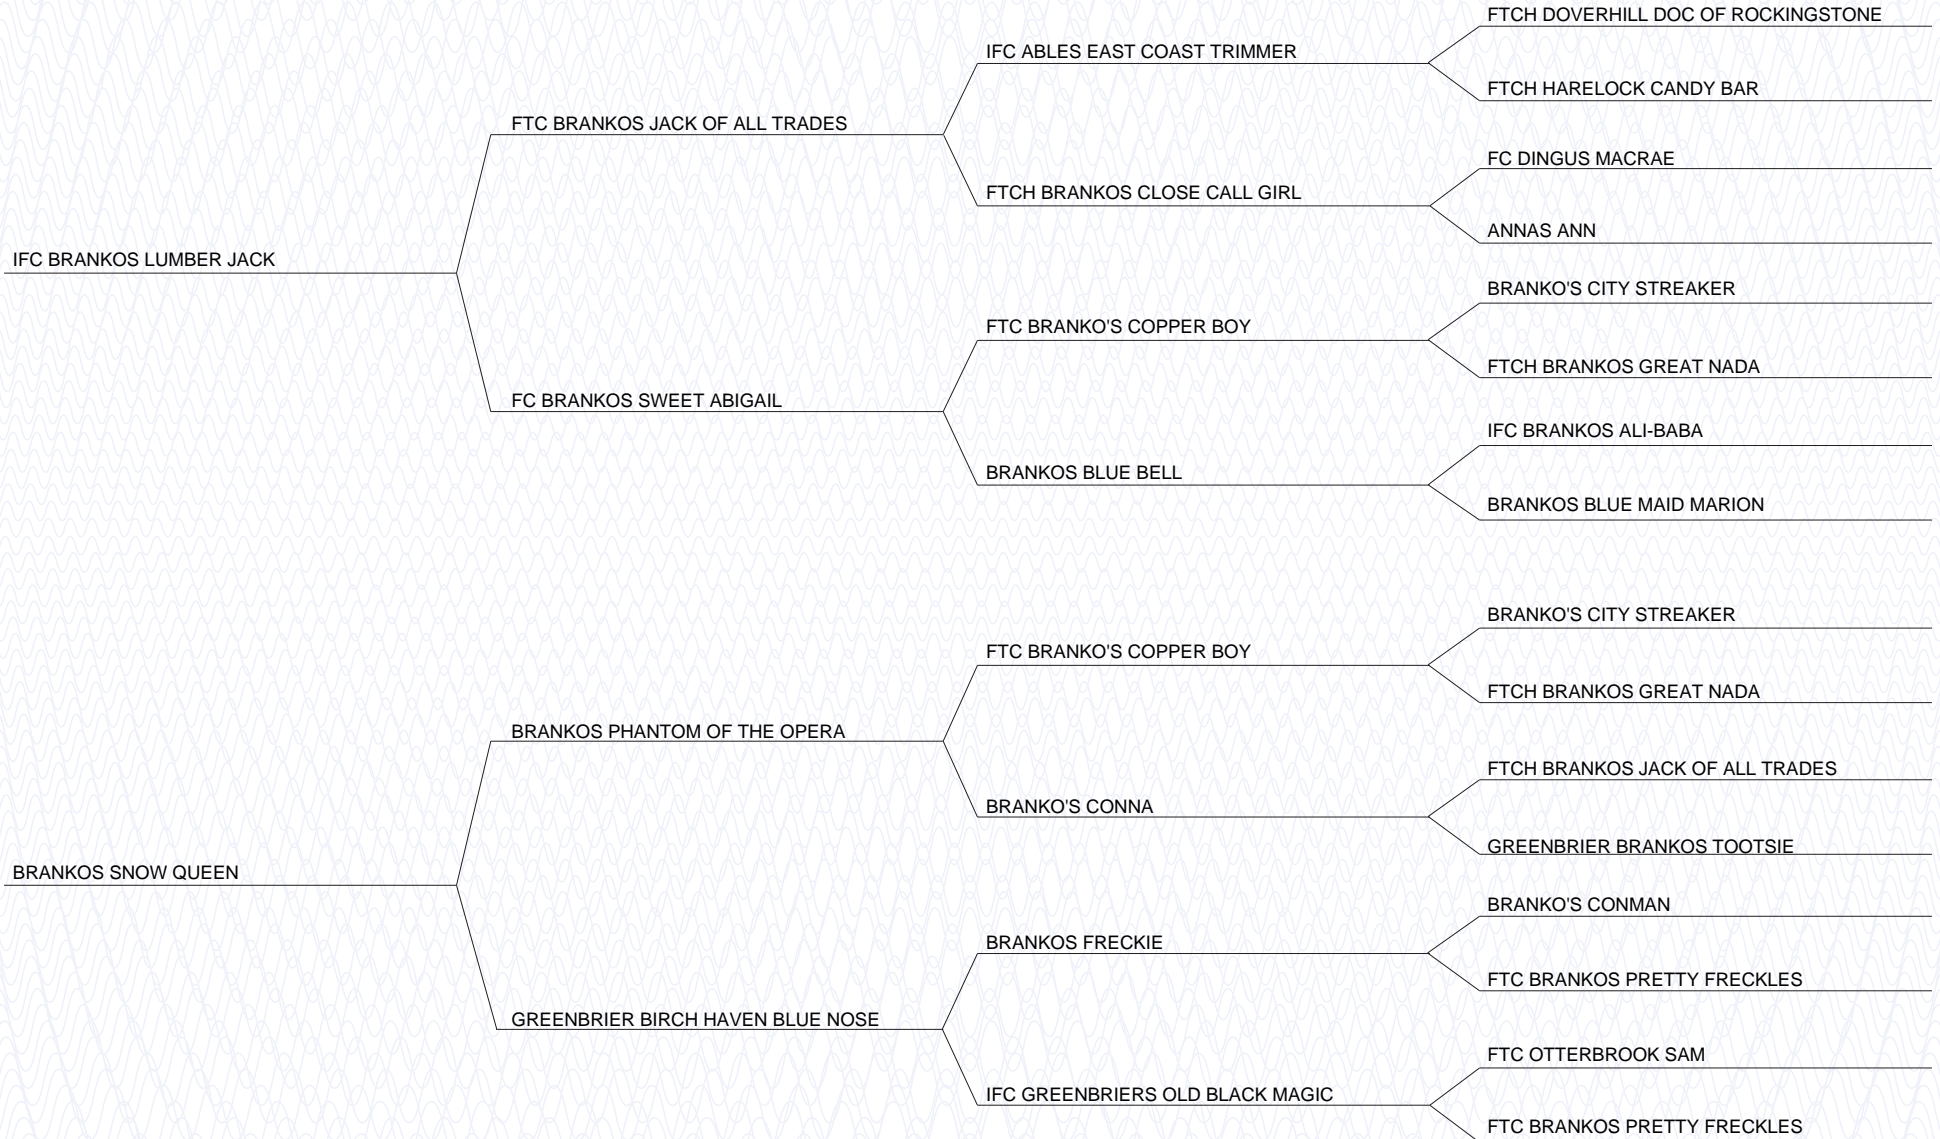 FTCH DOVERHILL DOC OF ROCKINGSTONE
IFC ABLES EAST COAST TRIMMER
FTCH HARELOCK CANDY BAR
FTC BRANKOS JACK OF ALL TRADES
FC DINGUS MACRAE
FTCH BRANKOS CLOSE CALL GIRL
ANNAS ANN
IFC BRANKOS LUMBER JACK
BRANKO'S CITY STREAKER
FTC BRANKO'S COPPER BOY
FTCH BRANKOS GREAT NADA
FC BRANKOS SWEET ABIGAIL
IFC BRANKOS ALI-BABA
BRANKOS BLUE BELL
BRANKOS BLUE MAID MARION
BRANKO'S CITY STREAKER
FTC BRANKO'S COPPER BOY
FTCH BRANKOS GREAT NADA
BRANKOS PHANTOM OF THE OPERA
FTCH BRANKOS JACK OF ALL TRADES
BRANKO'S CONNA
GREENBRIER BRANKOS TOOTSIE
BRANKOS SNOW QUEEN
BRANKO'S CONMAN
BRANKOS FRECKIE
FTC BRANKOS PRETTY FRECKLES
GREENBRIER BIRCH HAVEN BLUE NOSE
FTC OTTERBROOK SAM
IFC GREENBRIERS OLD BLACK MAGIC
FTC BRANKOS PRETTY FRECKLES